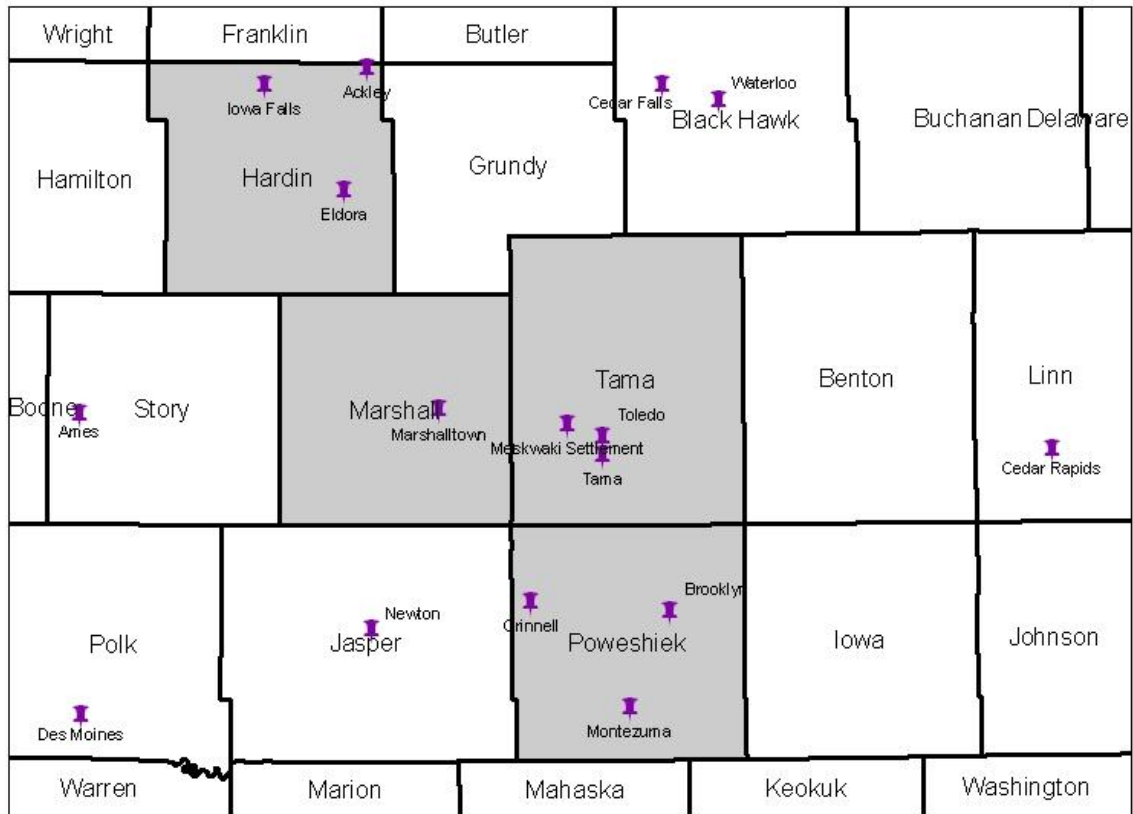 Wright
Franklin
Butler
Iowa Falls
Ackley
Cedar Falls
Waterloo
Black Hawk
Buchanan
Delaware
Hamilton
Hardin
Grundy
Eldora
Tama
Benton
Linn
Boone
Ames
Story
Marshall
Marshalltown
Toledo
Meskwaki Settlement
Tama
Cedar Rapids
Polk
Newton
Jasper
Grinnell
Brooklyn
Poweshiek
Iowa
Johnson
Des Moines
Montezuma
Warren
Marion
Mahaska
Keokuk
Washington